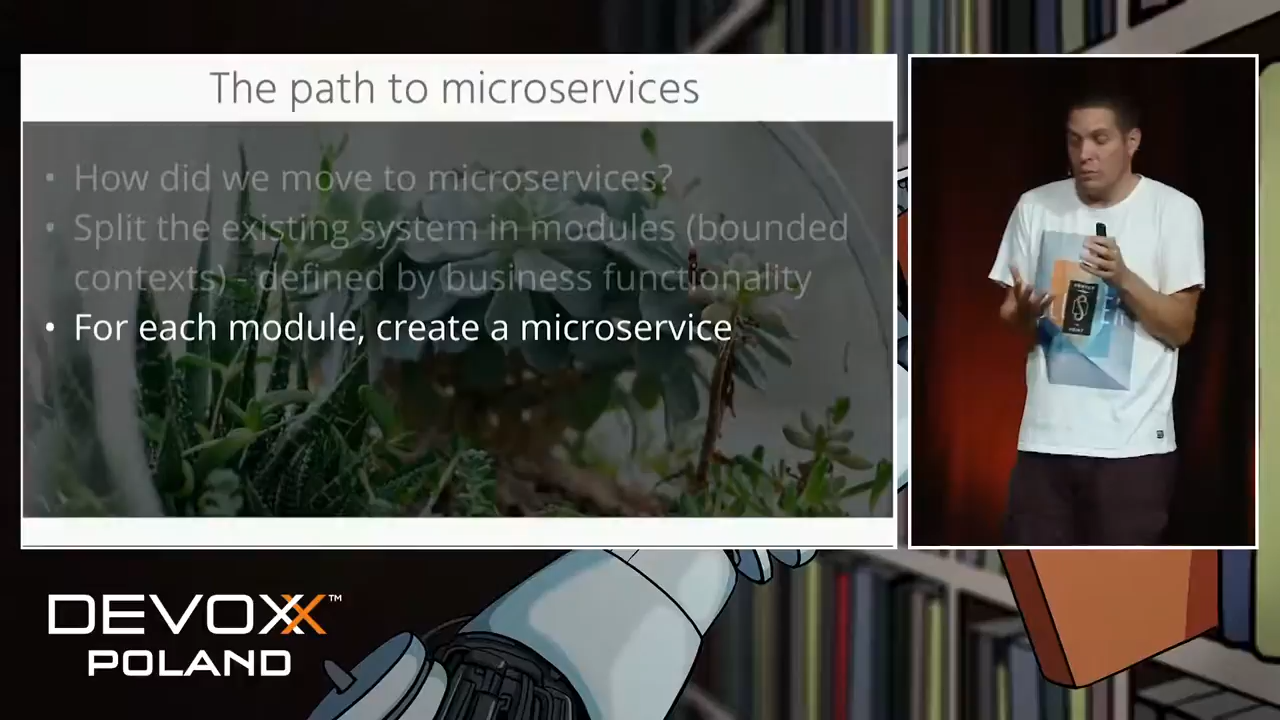 The path to microservices
• How did we move to microservices?
• Split the existing system in modules (bounded
contexts) - defined by business functionality
• For each module, create a microservice
DEVOXX™
POLAND